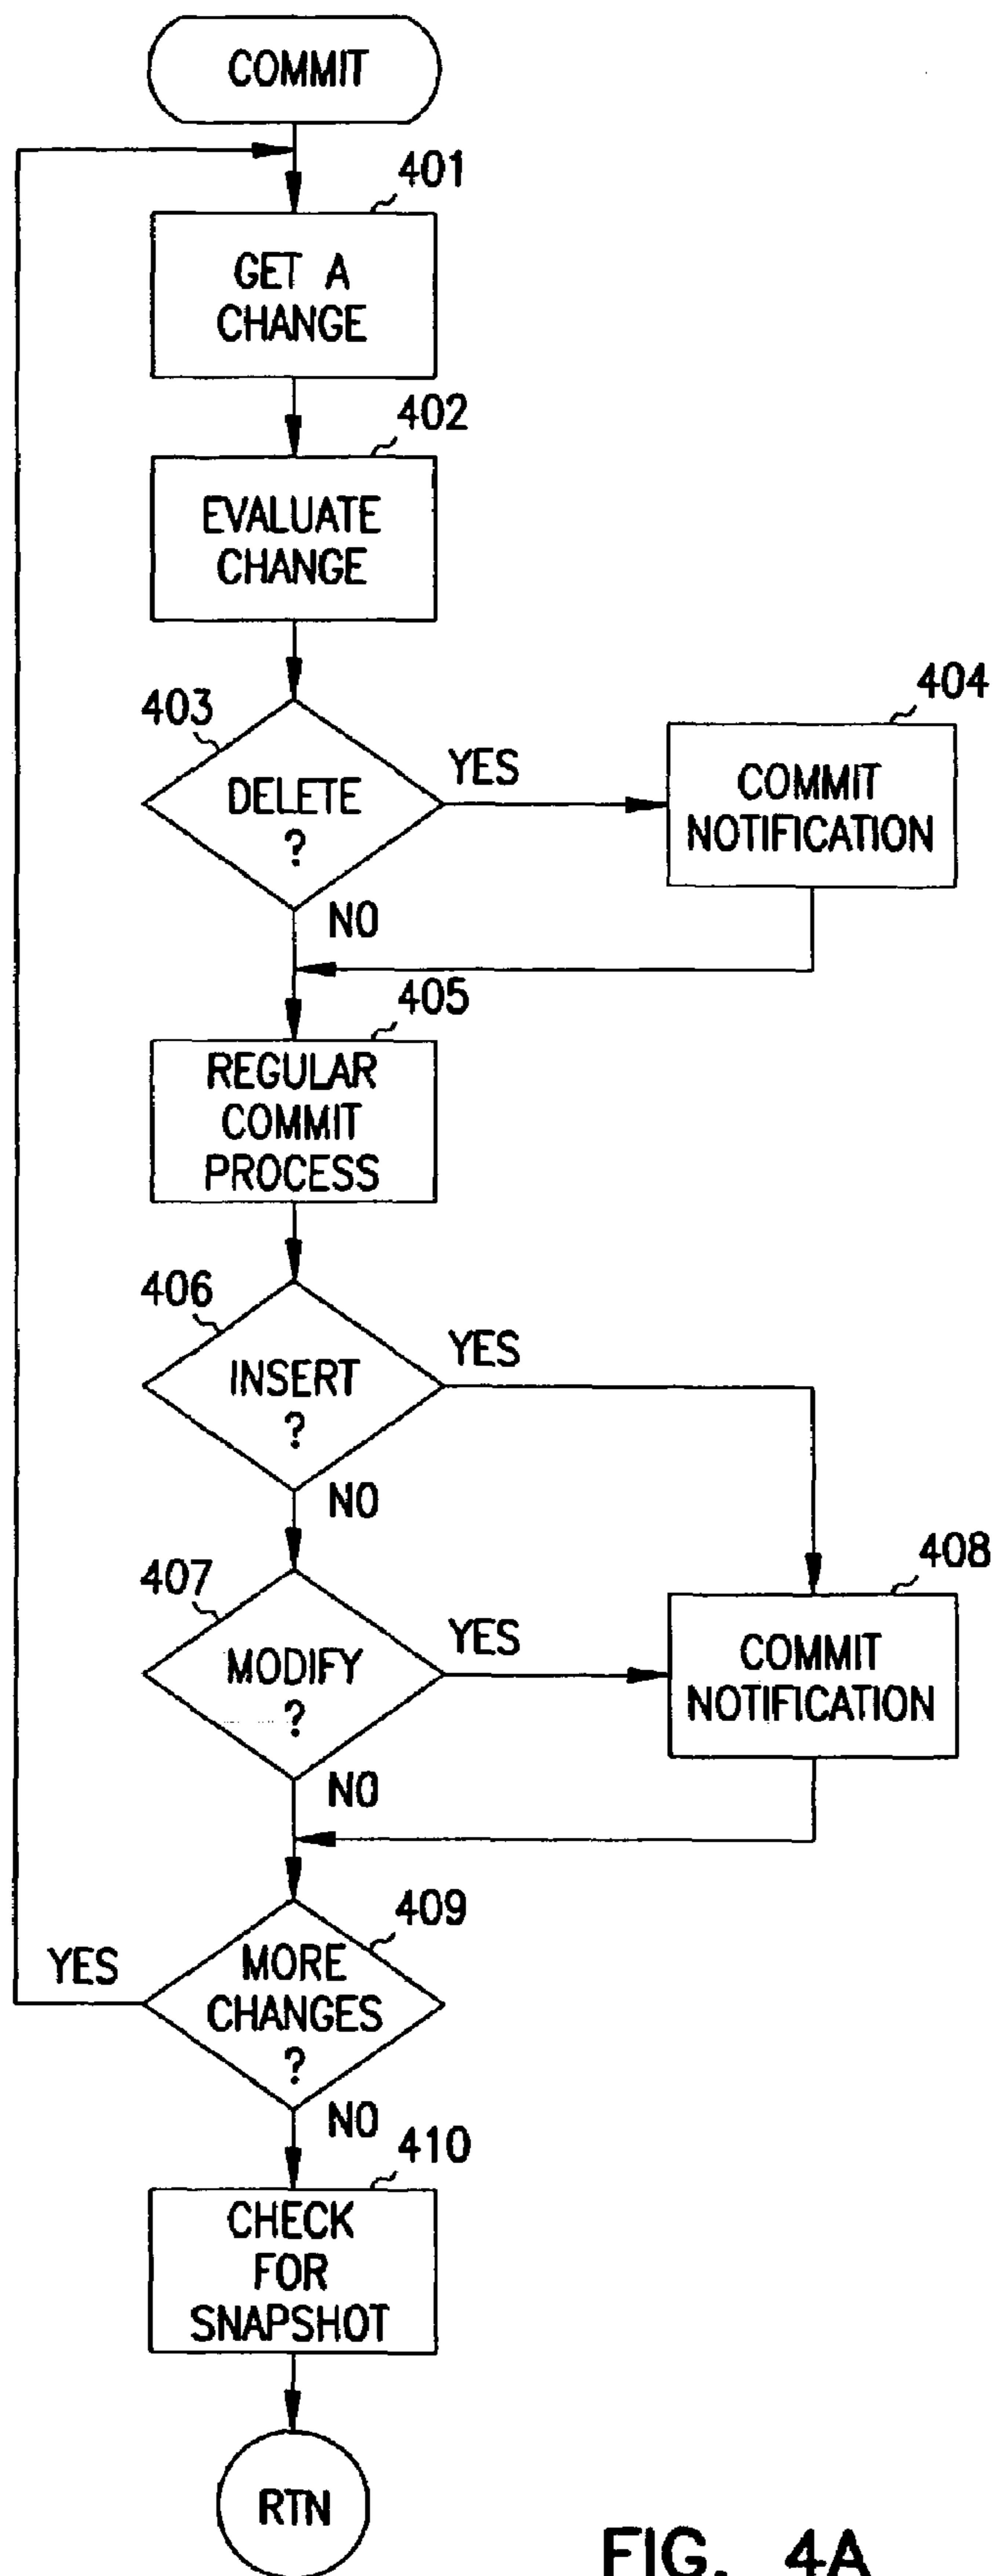 COMMIT
401
GET A
CHANGE
402
EVALUATE
CHANGE
403
DELETE
?
YES
NO
404
COMMIT
NOTIFICATION
405
REGULAR
COMMIT
PROCESS
406
INSERT
?
YES
NO
407
MODIFY
?
YES
NO
408
COMMIT
NOTIFICATION
409
MORE
CHANGES
?
YES
NO
410
CHECK
FOR
SNAPSHOT
RTN
FIG. 4A